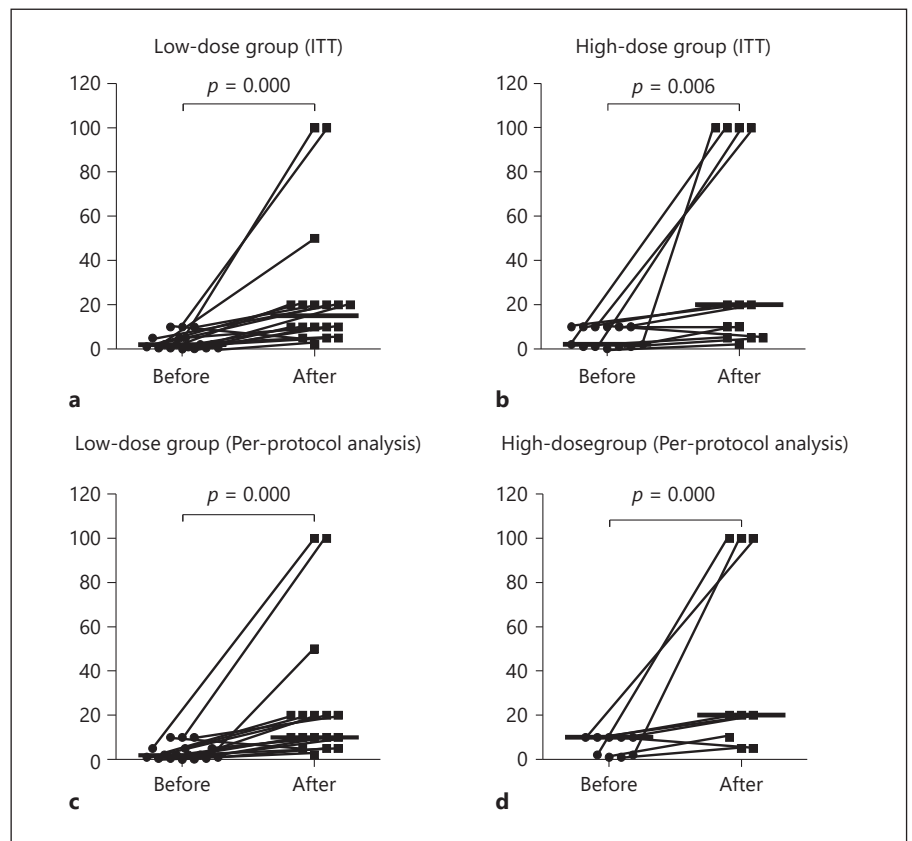 Low-dose group (ITT)
p = 0.000
120
100
80
60
40
20
0
Before
After
a
High-dose group (ITT)
p = 0.006
120
100
80
60
40
20
0
Before
After
b
Low-dose group (Per-protocol analysis)
p = 0.000
120
100
80
60
40
20
0
Before
After
c
High-dosegroup (Per-protocol analysis)
p = 0.000
120
100
80
60
40
20
0
Before
After
d